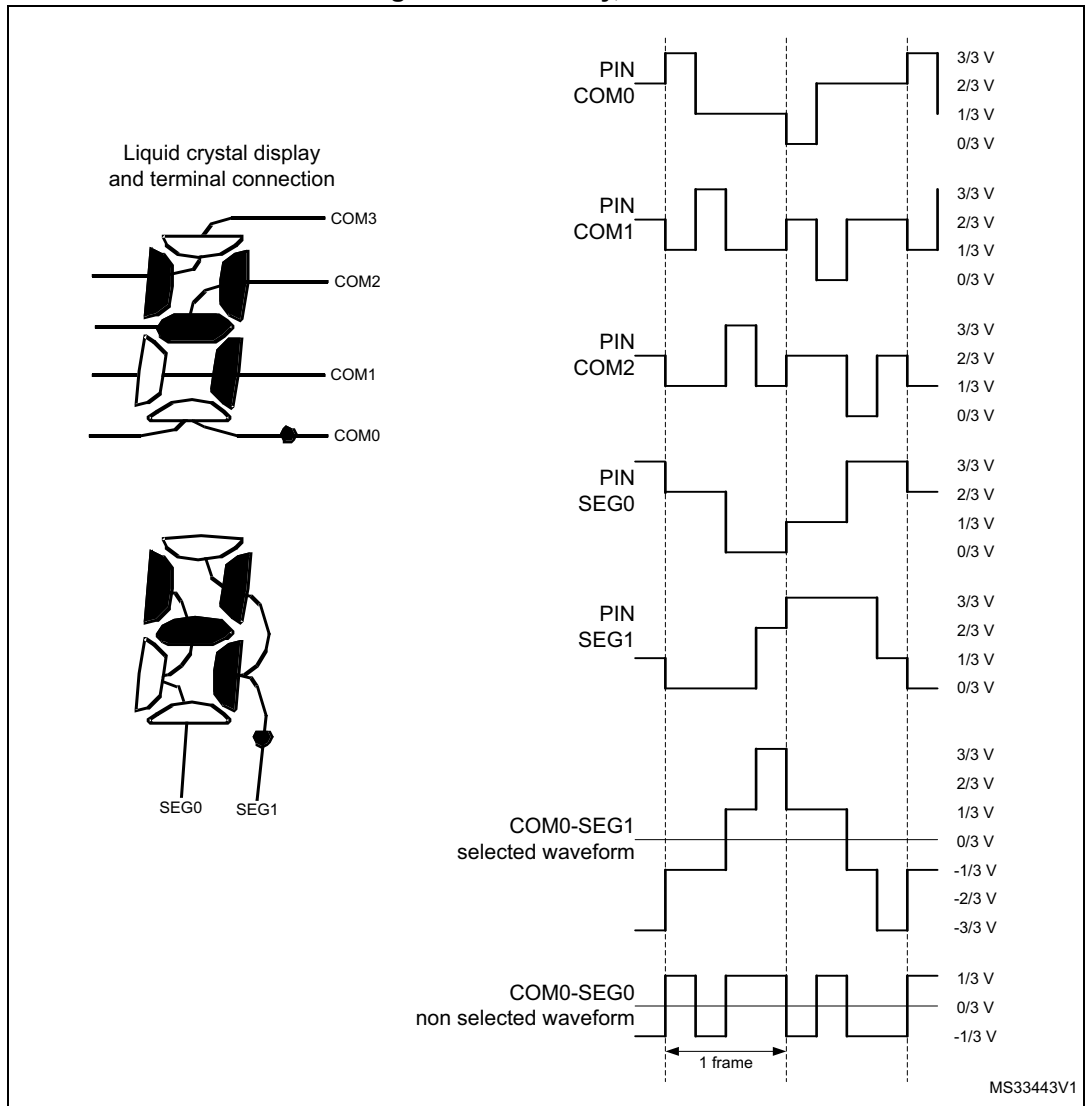 Liquid crystal display
and terminal connection
COM3
COM2
COM1
COM0
SEG0 SEG1
PIN
COM0
3/3 V
2/3 V
1/3 V
0/3 V
PIN
COM1
3/3 V
2/3 V
1/3 V
0/3 V
PIN
COM2
3/3 V
2/3 V
1/3 V
0/3 V
PIN
SEG0
3/3 V
2/3 V
1/3 V
0/3 V
PIN
SEG1
3/3 V
2/3 V
1/3 V
0/3 V
COM0-SEG1
selected waveform
3/3 V
2/3 V
1/3 V
0/3 V
-1/3 V
-2/3 V
-3/3 V
COM0-SEG0
non selected waveform
1/3 V
0/3 V
-1/3 V
1 frame
MS33443V1